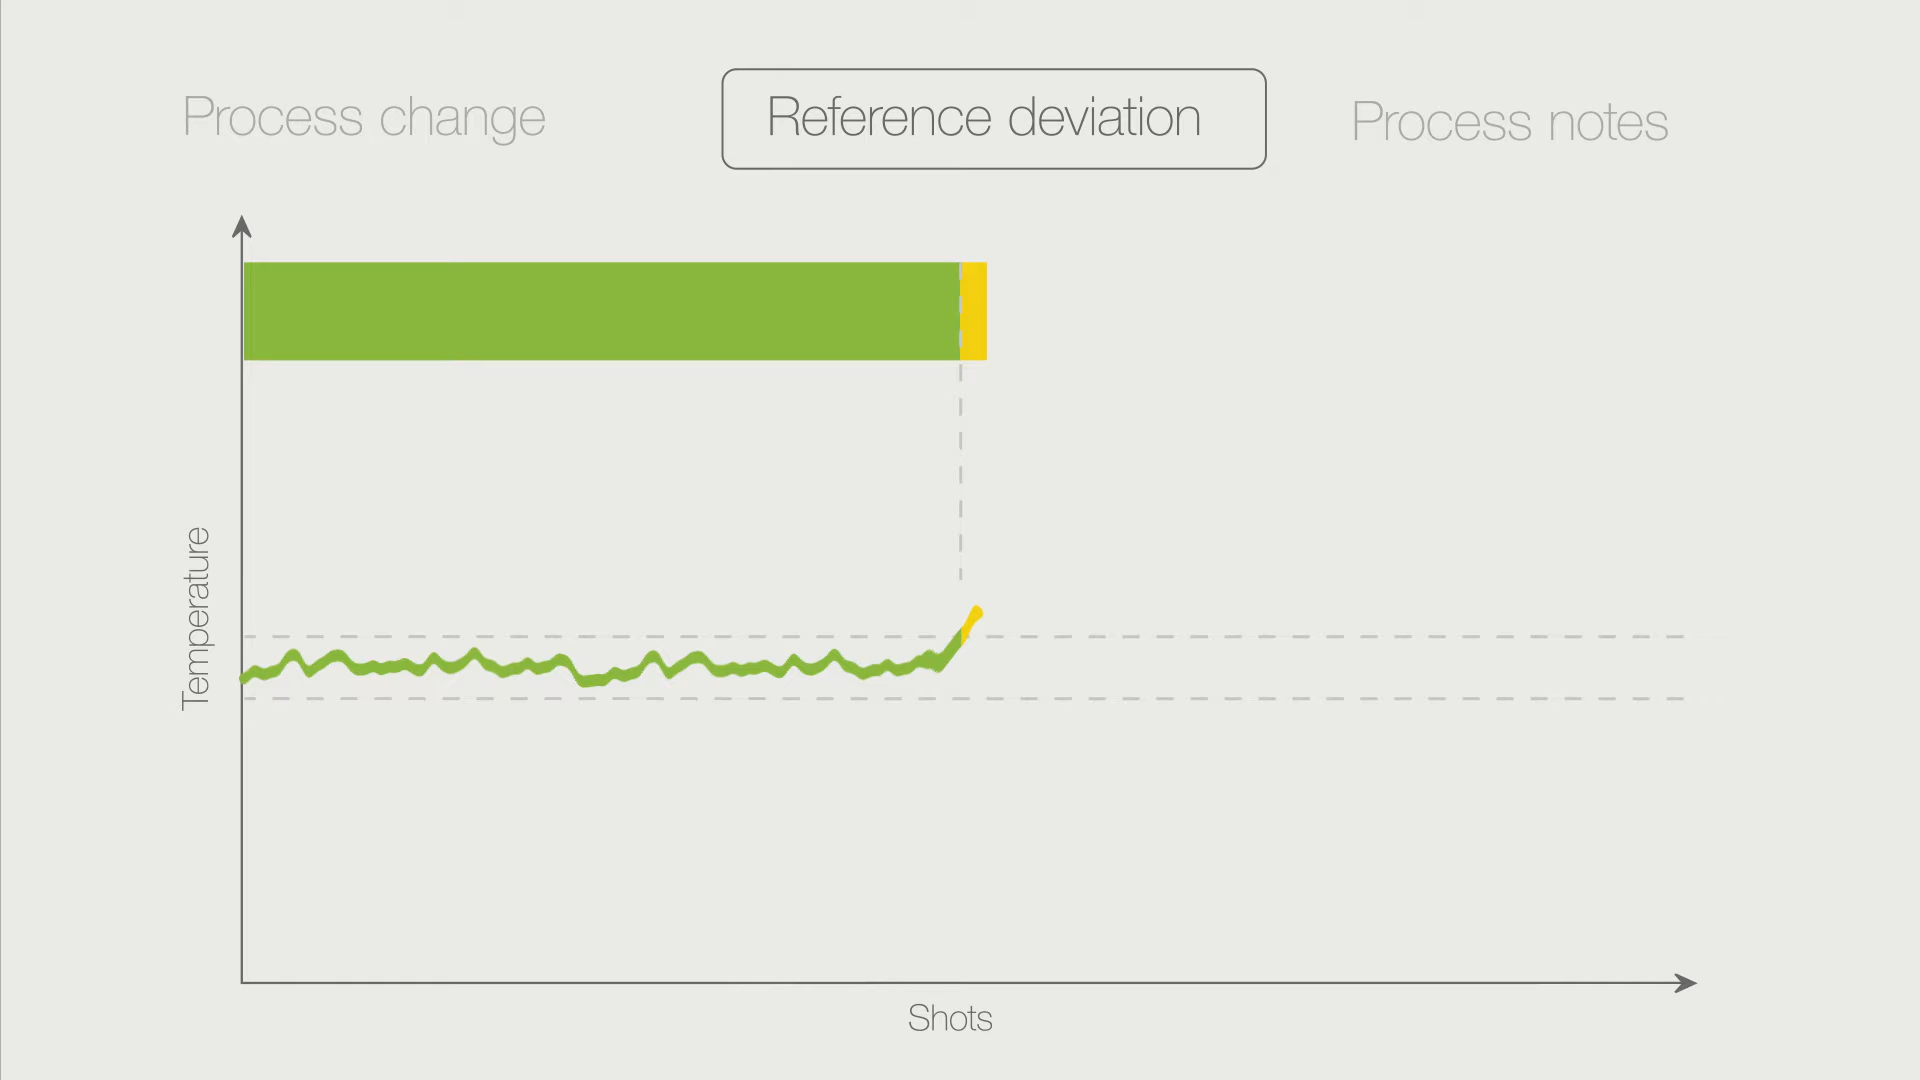 Process change
Reference deviation
Process notes
Temperature
Shots